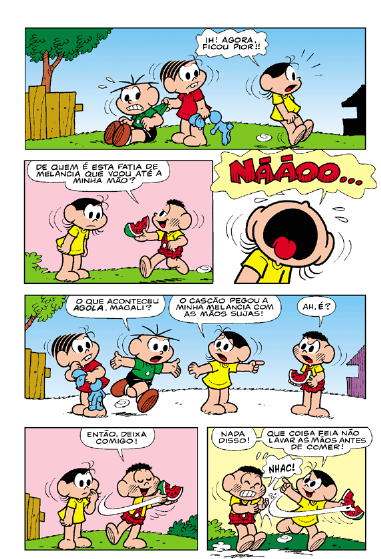 IH! AGORA,
FICOU PIOR!!
DE QUEM É ESTA FATIA DE
MELANCIA QUE VOOU ATÉ A
MINHA MÃO?
NÃÃOO...
O QUE ACONTECEU
AGOLA, MAGALI?
O CASCÃO PEGOU A
MINHA MELANCIA COM
AS MÃOS SUJAS!
AH, É?
ENTÃO, DEIXA
COMIGO!
NADA
DISSO!
QUE COISA FEIA NÃO
LAVAR AS MÃOS ANTES
DE COMER!
NHAC!